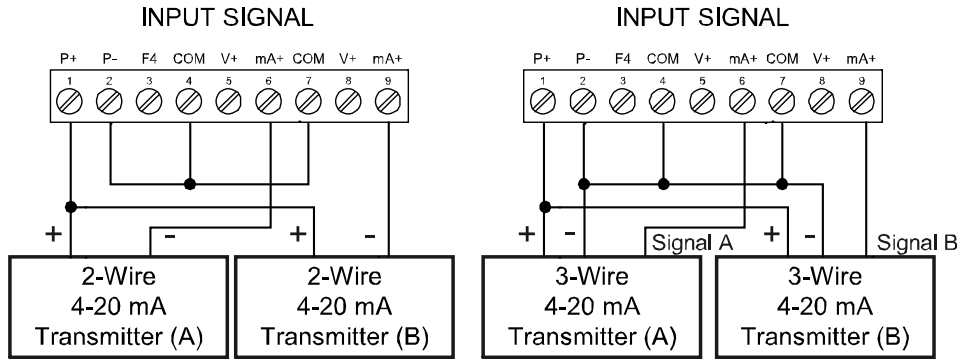 INPUT SIGNAL
P+ P- F4 COM V+ mA+ COM V+ mA+
1 2 3 4 5 6 7 8 9
+ - + -
2-Wire
4-20 mA
Transmitter (A)
2-Wire
4-20 mA
Transmitter (B)
INPUT SIGNAL
P+ P- F4 COM V+ mA+ COM V+ mA+
1 2 3 4 5 6 7 8 9
+ - Signal A + - Signal B
3-Wire
4-20 mA
Transmitter (A)
3-Wire
4-20 mA
Transmitter (B)